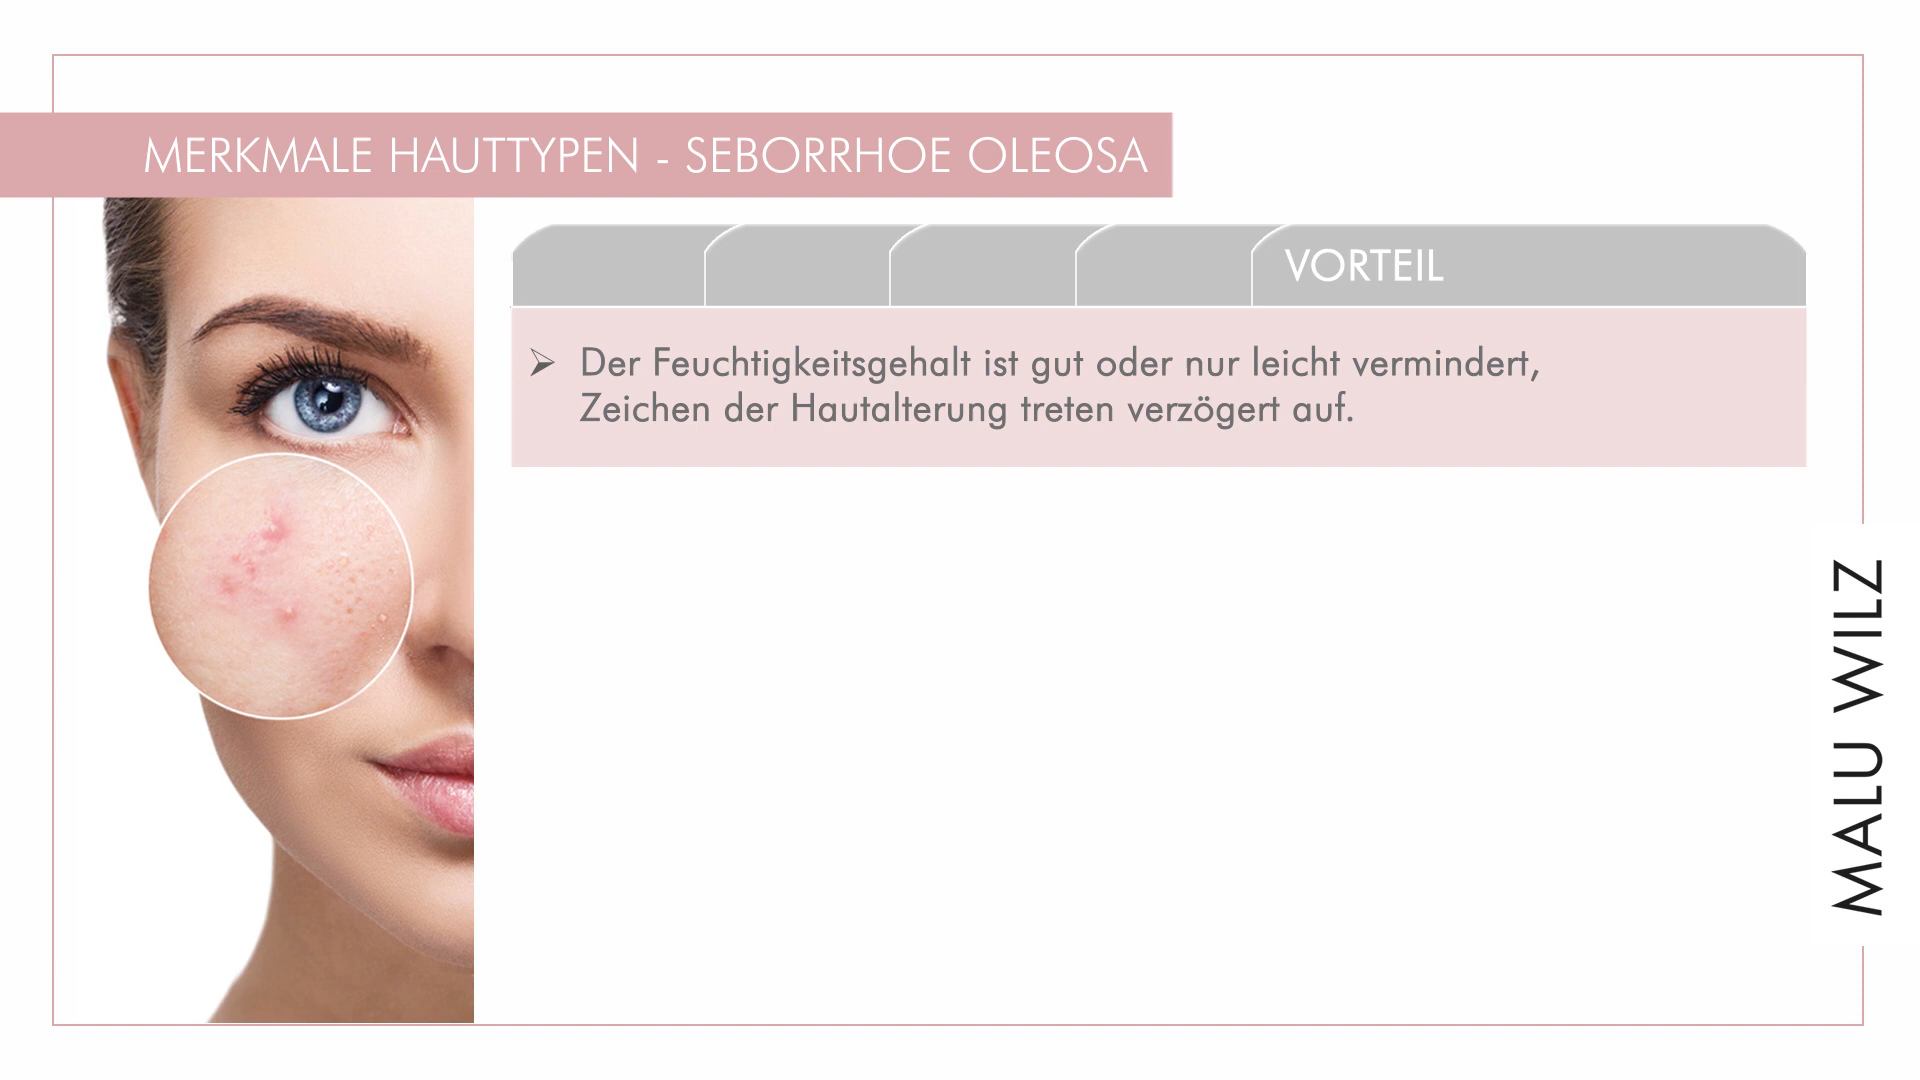 MERKMALE HAUTTYPEN - SEBORRHOE OLEOSA
VORTEIL
➢ Der Feuchtigkeitsgehalt ist gut oder nur leicht vermindert,
Zeichen der Hautalterung treten verzögert auf.
MALU WILZ